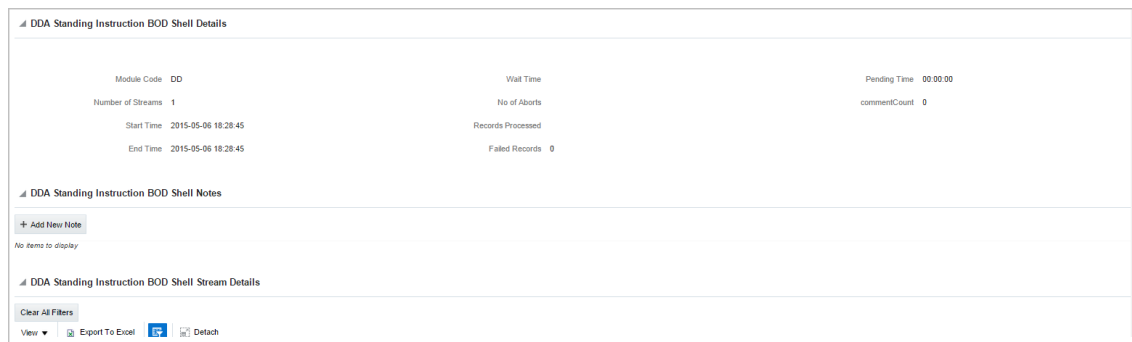 DDA Standing Instruction BOD Shell Details
Module Code DD Wait Time Pending Time 00:00:00
Number of Streams 1 No of Aborts commentCount 0
Start Time 2015-05-06 18:28:45 Records Processed
End Time 2015-05-06 18:28:45 Failed Records 0
DDA Standing Instruction BOD Shell Notes
+ Add New Note
No items to display
DDA Standing Instruction BOD Shell Stream Details
Clear All Filters
View Export To Excel Detach